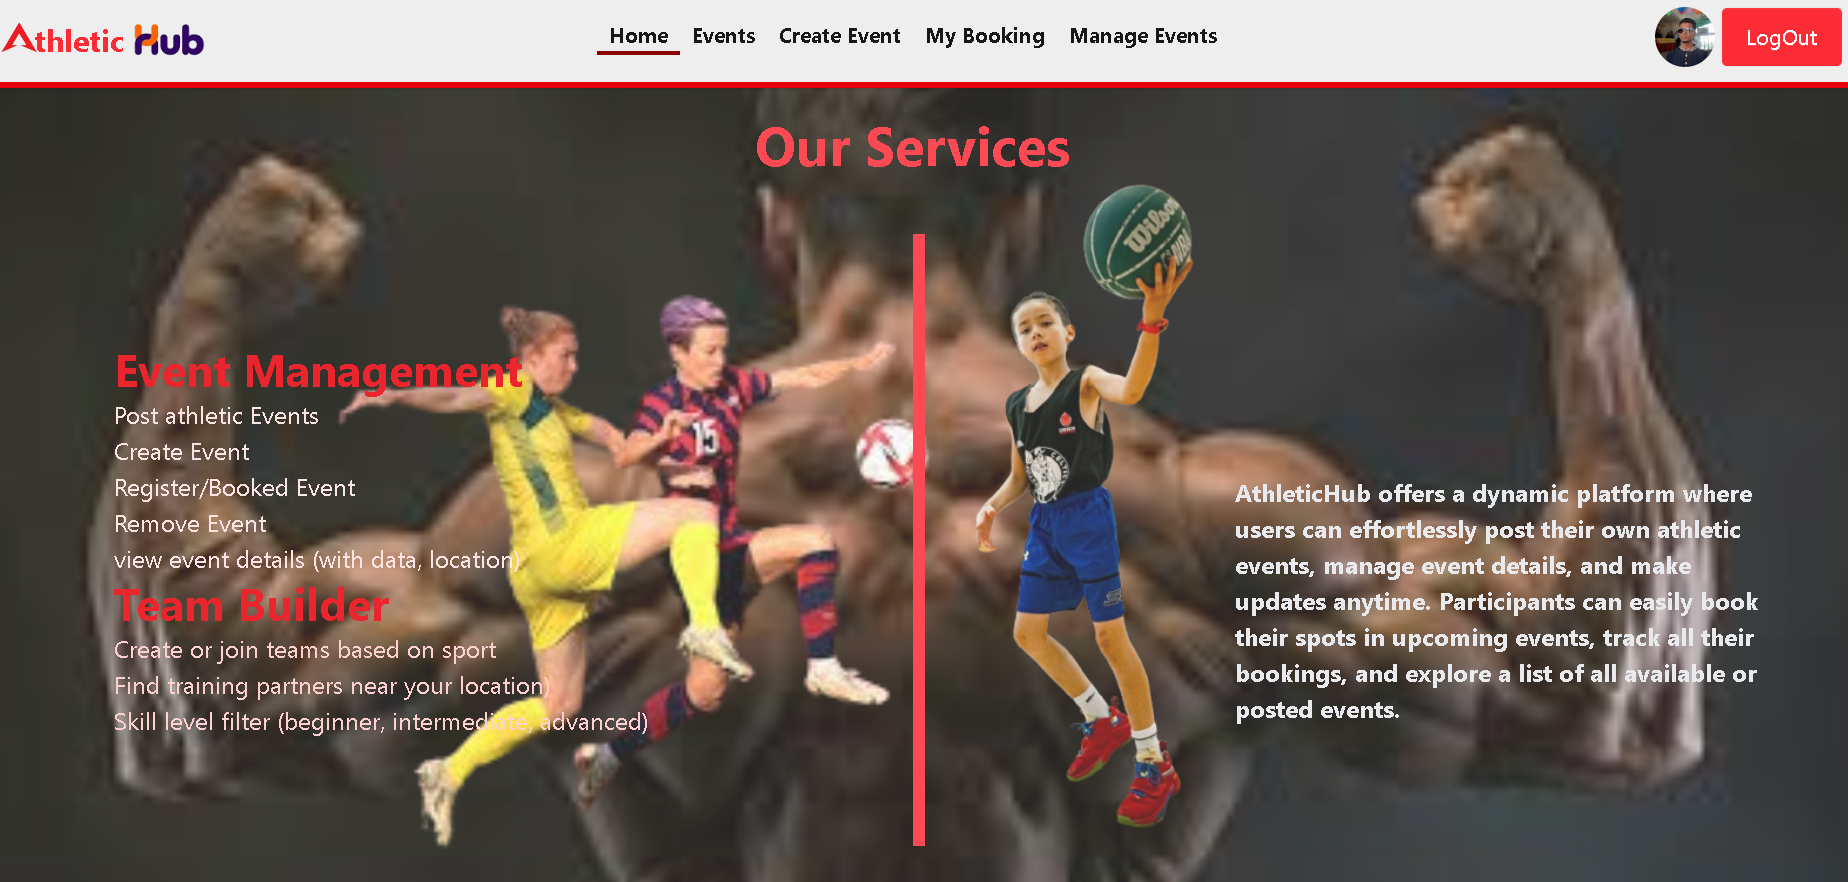 Athletic Hub
Home Events Create Event My Booking Manage Events
LogOut
Our Services
Wilson
NBA
15
Event Management
Post athletic Events
Create Event
Register/Booked Event
Remove Event
view event details (with data, location)
Team Builder
Create or join teams based on sport
Find training partners near your location)
Skill level filter (beginner, intermediate, advanced)
AthleticHub offers a dynamic platform where
users can effortlessly post their own athletic
events, manage event details, and make
updates anytime. Participants can easily book
their spots in upcoming events, track all their
bookings, and explore a list of all available or
posted events.